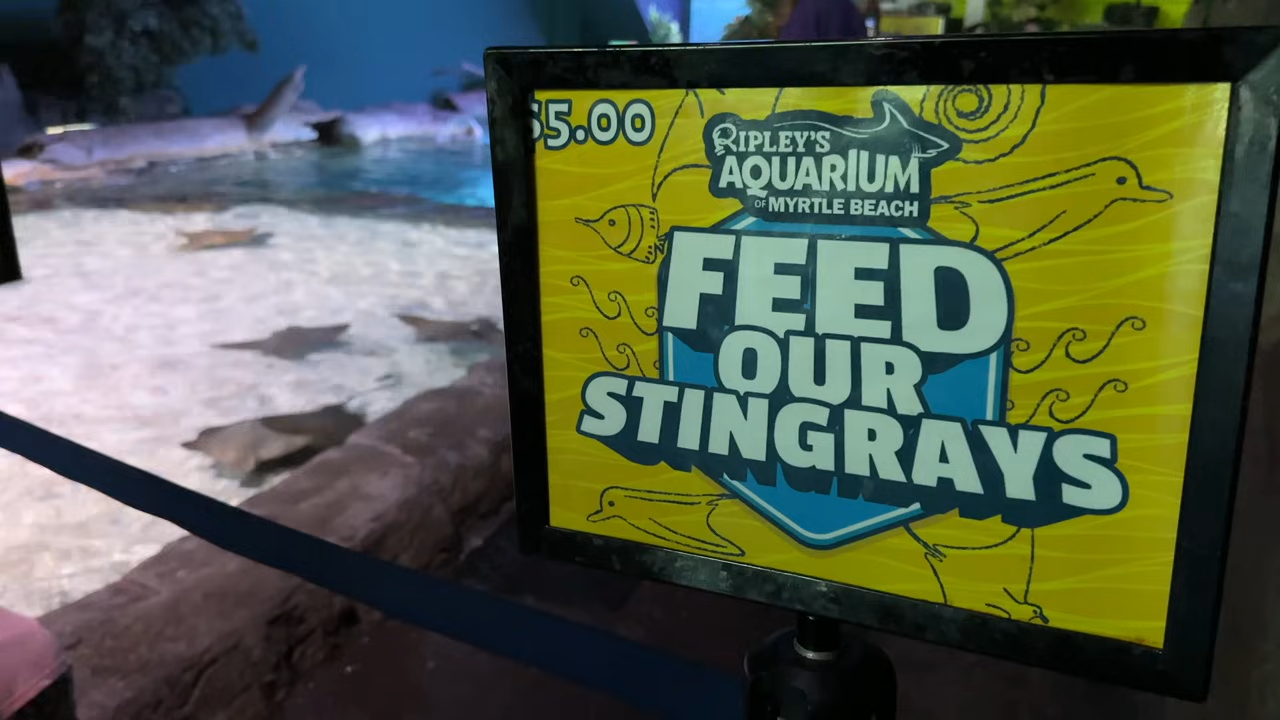 $5.00
RIPLEY'S
AQUARIUM
OF MYRTLE BEACH
FEED
OUR
STINGRAYS